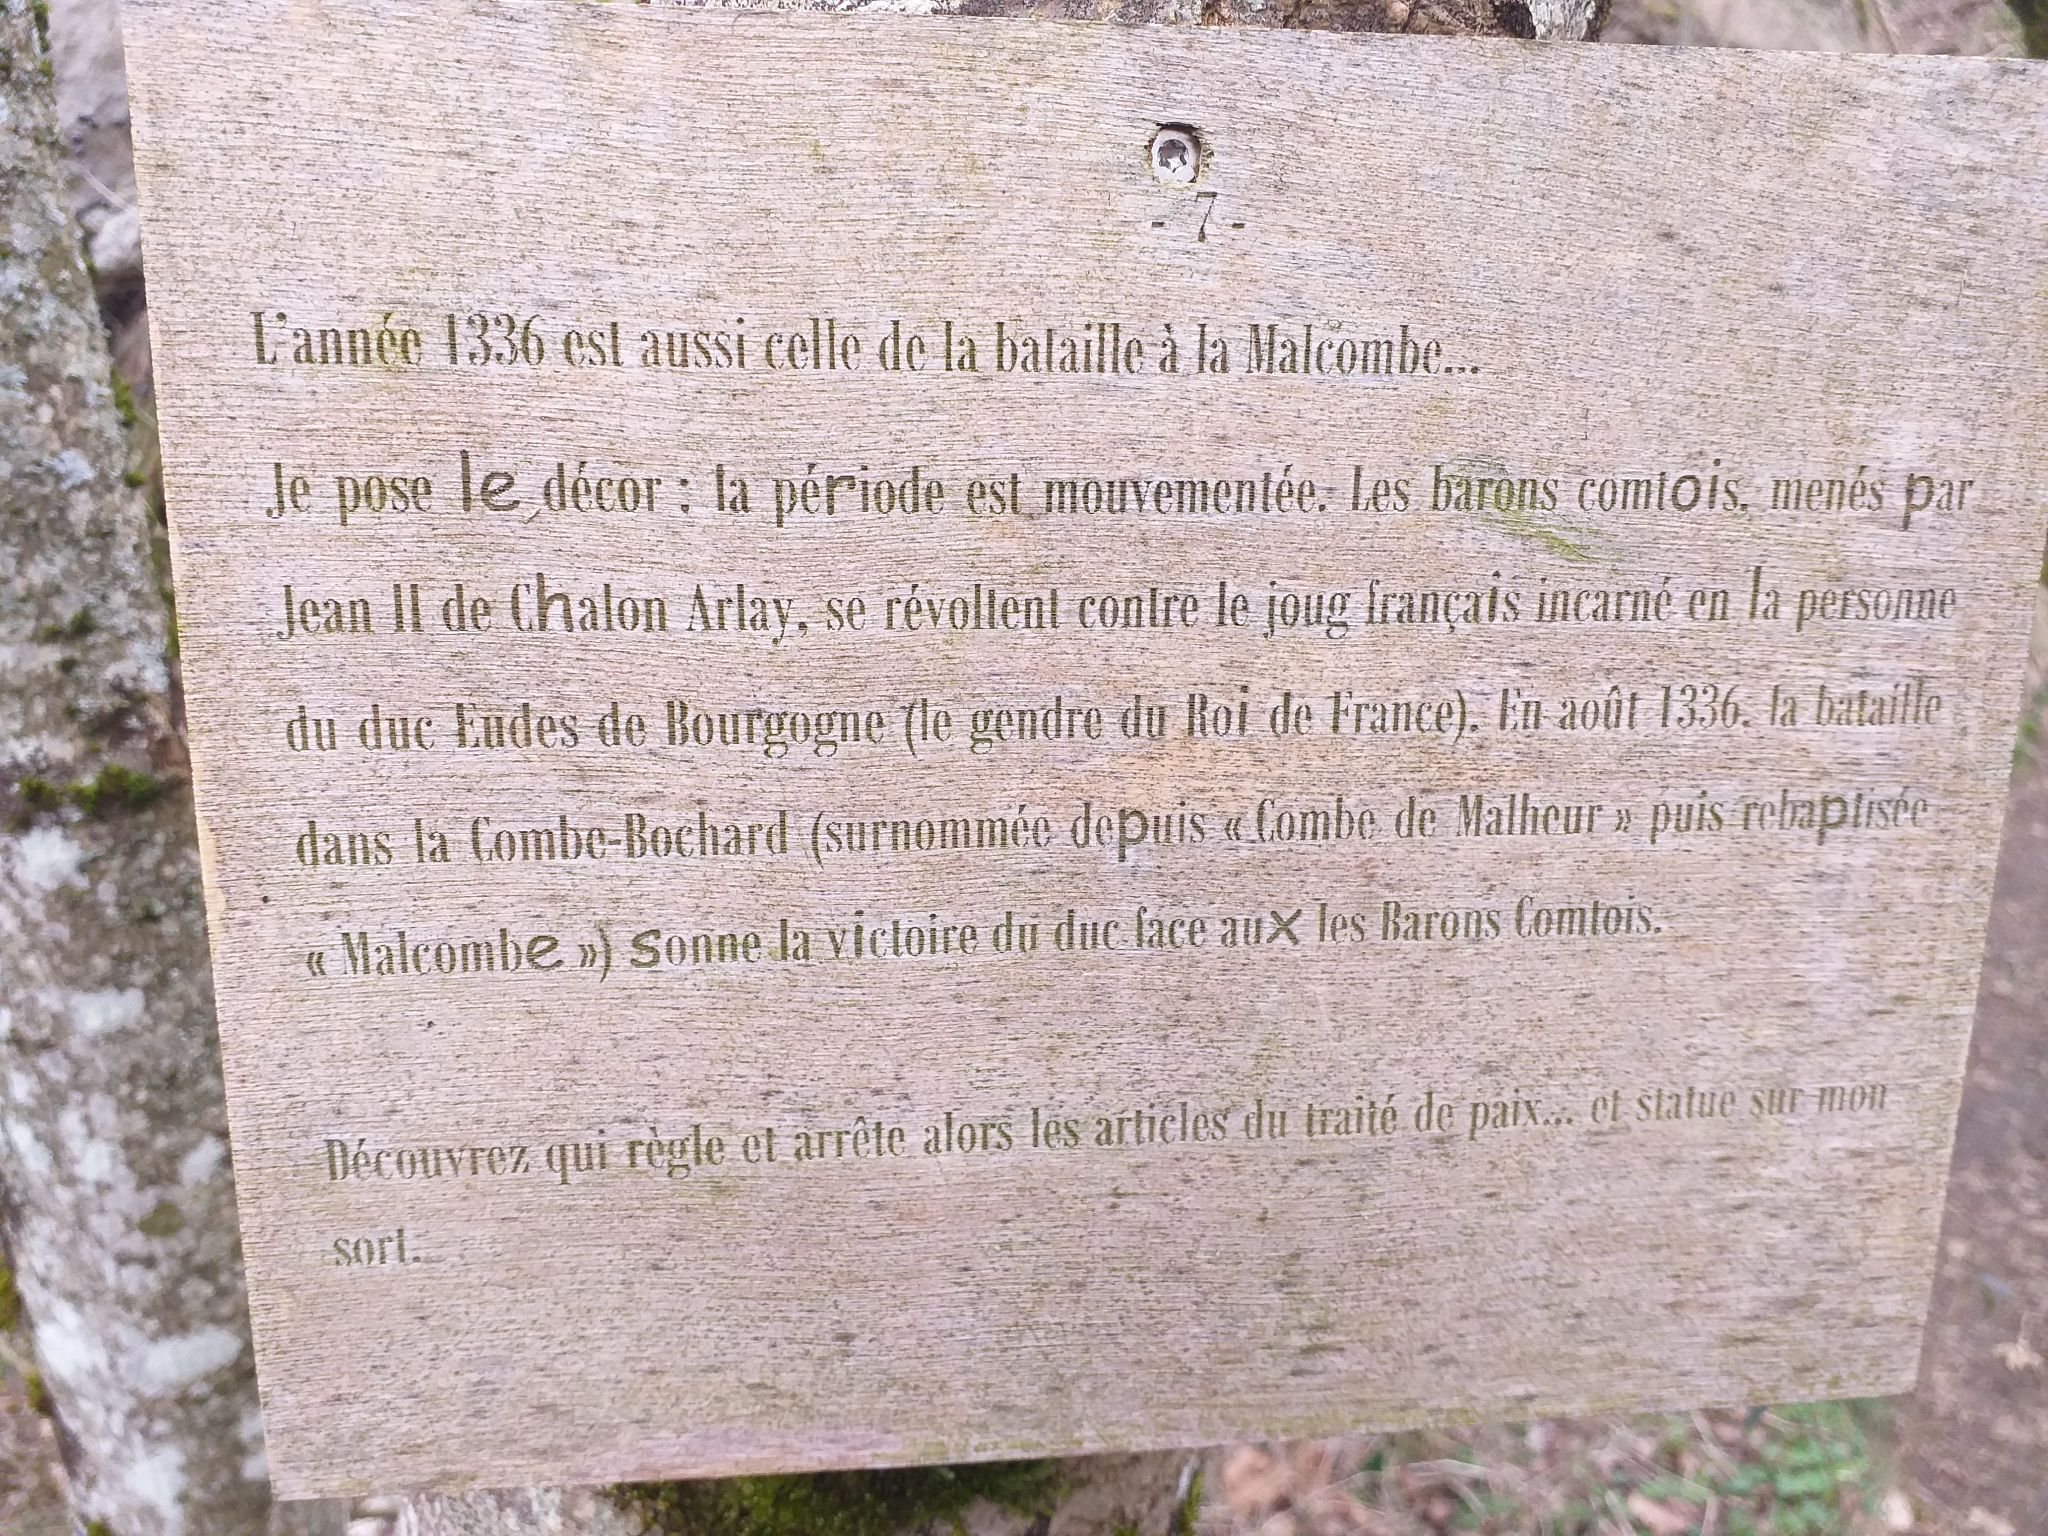 - 7 -
L'année 1336 est aussi celle de la bataille à la Malcombe...
Je pose le décor : la période est mouvementée. Les barons comtois, menés par
Jean II de Chalon Arlay, se révoltent contre le joug français incarné en la personne
du duc Eudes de Bourgogne (le gendre du Roi de France). En août 1336, la bataille
dans la Combe-Bochard (surnommée depuis « Combe de Malheur » puis rebaptisée
« Malcombe ») sonne la victoire du duc face aux les Barons Comtois.
Découvrez qui règle et arrête alors les articles du traité de paix... et statue sur mon
sort.